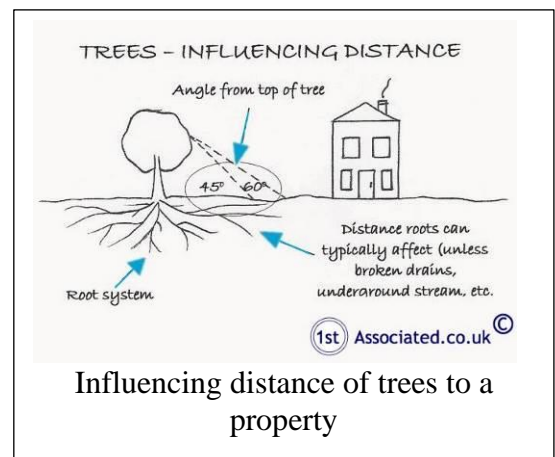 TREES – INFLUENCING DISTANCE
Angle from top of tree
45° 60°
Distance roots can
typically affect (unless
broken drains,
underground stream, etc.
Root system
1st Associated.co.uk ©
Influencing distance of trees to a
property